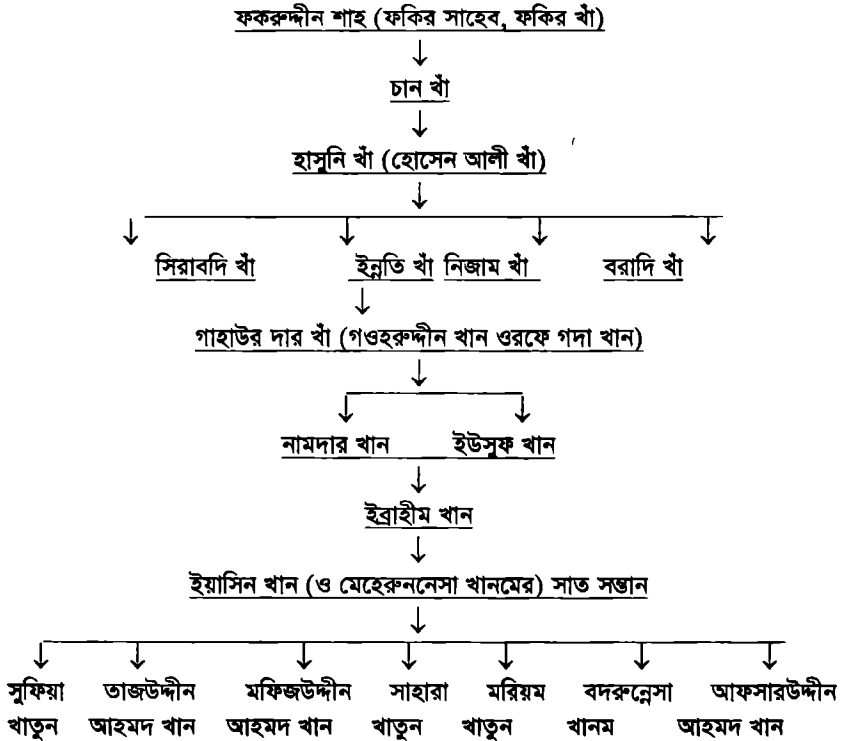 ফকরুদ্দীন শাহ (ফকির সাহেব, ফকির খাঁ)
চান খাঁ
হাসুনি খাঁ (হোসেন আলী খাঁ)
সিরাবদি খাঁ ইন্নতি খাঁ নিজাম খাঁ বরাদি খাঁ
গাহাউর দার খাঁ (গওহরুদ্দীন খান ওরফে গদা খান)
নামদার খান ইউসুফ খান
ইব্রাহীম খান
ইয়াসিন খান (ও মেহেরুননেসা খানমের) সাত সন্তান
সুফিয়া তাজউদ্দীন মফিজউদ্দীন সাহারা মরিয়ম বদরুন্নেসা আফসারউদ্দীন
খাতুন আহমদ খান আহমদ খান খাতুন খাতুন খানম আহমদ খান